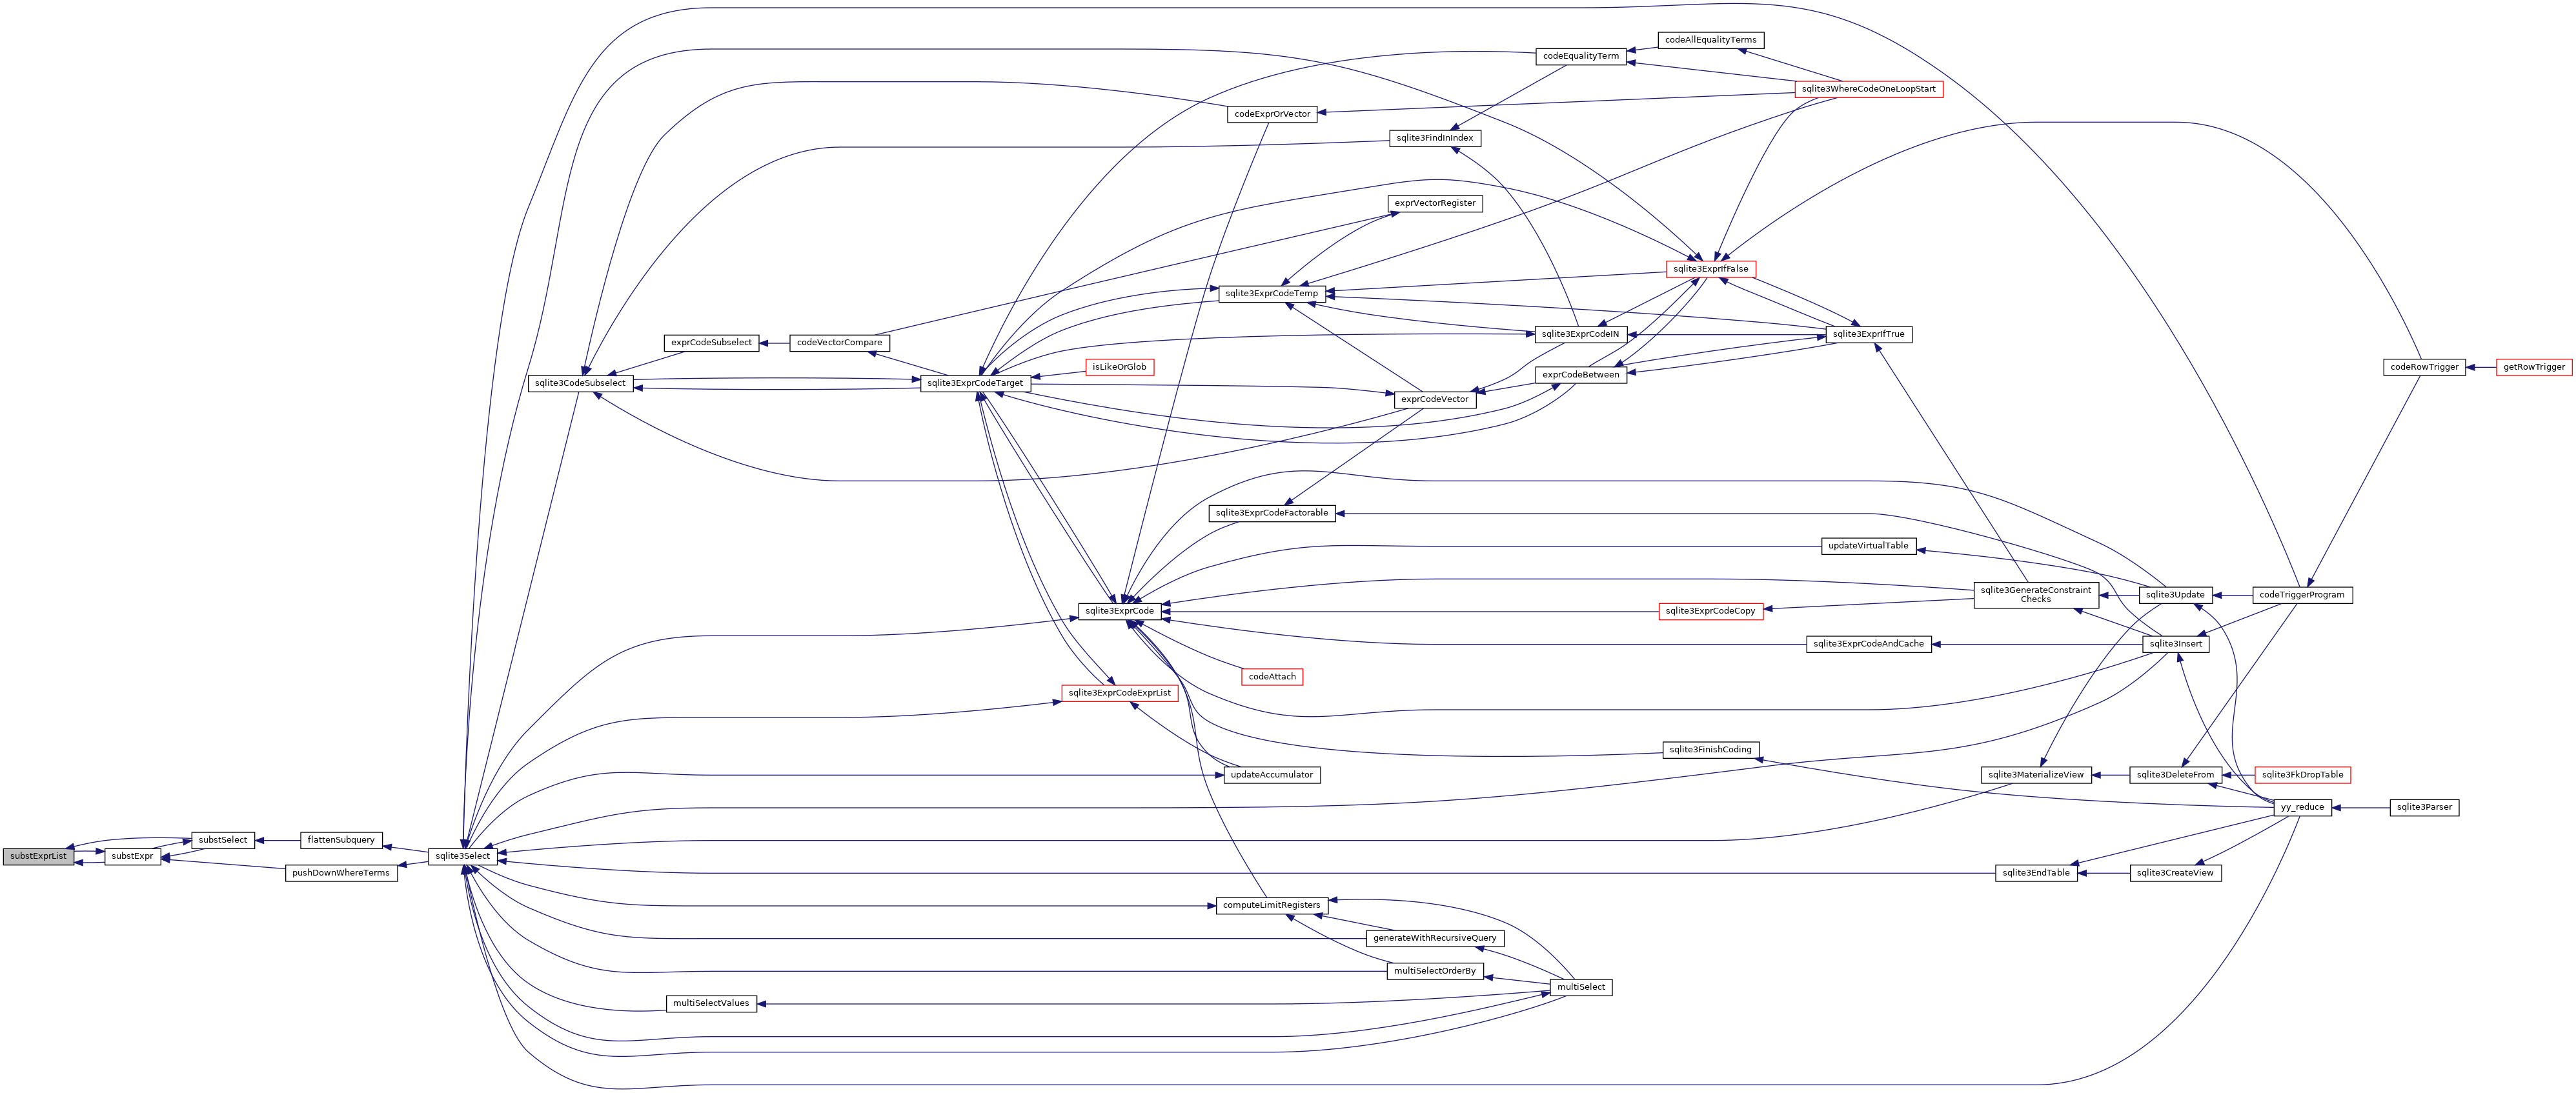 substExprList
substExpr
substSelect
flattenSubquery
pushDownWhereTerms
sqlite3Select
sqlite3CodeSubselect
exprCodeSubselect
codeVectorCompare
multiSelectValues
sqlite3ExprCodeTarget
isLikeOrGlob
sqlite3ExprCode
sqlite3ExprCodeExprList
codeExprOrVector
sqlite3ExprCodeTemp
sqlite3ExprCodeFactorable
codeAttach
updateAccumulator
computeLimitRegisters
sqlite3FindInIndex
exprVectorRegister
exprCodeVector
generateWithRecursiveQuery
multiSelectOrderBy
codeEqualityTerm
sqlite3ExprCodeIN
exprCodeBetween
multiSelect
codeAllEqualityTerms
sqlite3ExprIfFalse
sqlite3ExprCodeCopy
sqlite3FinishCoding
sqlite3WhereCodeOneLoopStart
sqlite3ExprIfTrue
updateVirtualTable
sqlite3ExprCodeAndCache
sqlite3GenerateConstraint
Checks
sqlite3MaterializeView
sqlite3EndTable
sqlite3Update
sqlite3Insert
sqlite3DeleteFrom
sqlite3CreateView
codeTriggerProgram
sqlite3FkDropTable
yy_reduce
codeRowTrigger
sqlite3Parser
getRowTrigger